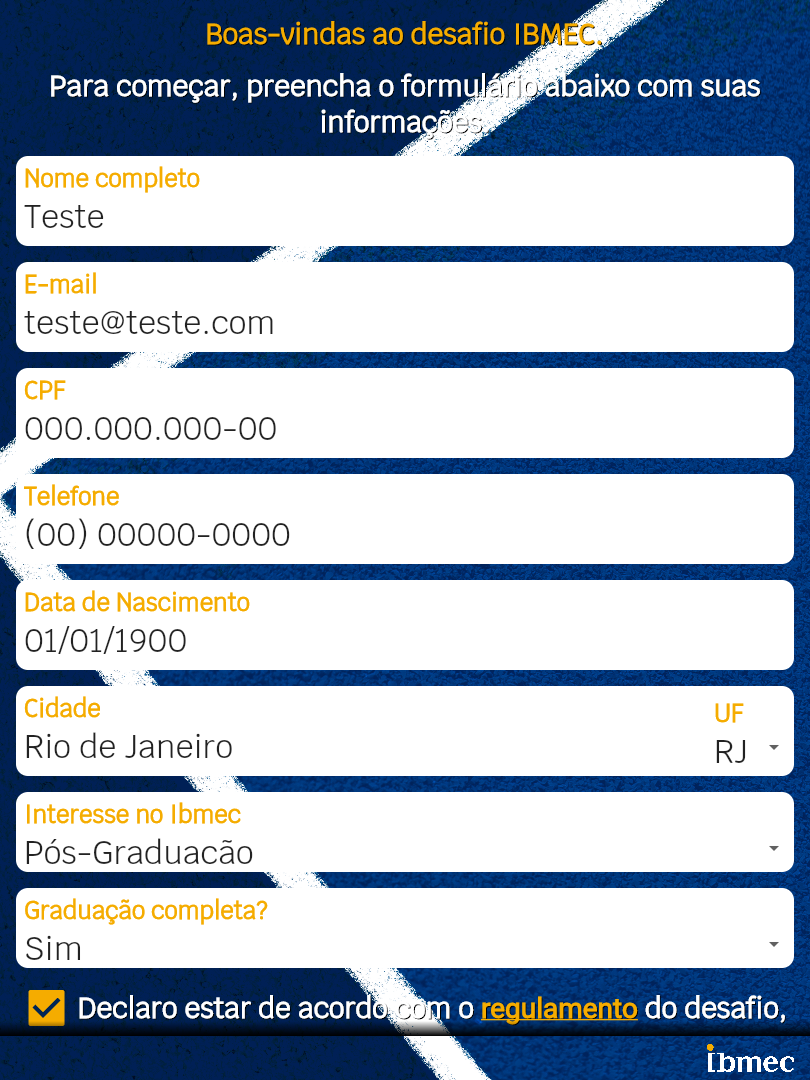 Boas-vindas ao desafio IBMEC.
Para começar, preencha o formulário abaixo com suas
informações.
Nome completo
Teste
E-mail
teste@teste.com
CPF
000.000.000-00
Telefone
(00) 00000-0000
Data de Nascimento
01/01/1900
Cidade
Rio de Janeiro
UF
RJ
Interesse no Ibmec
Pós-Graduacão
Graduação completa?
Sim
Declaro estar de acordo com o regulamento do desafio,
ibmec